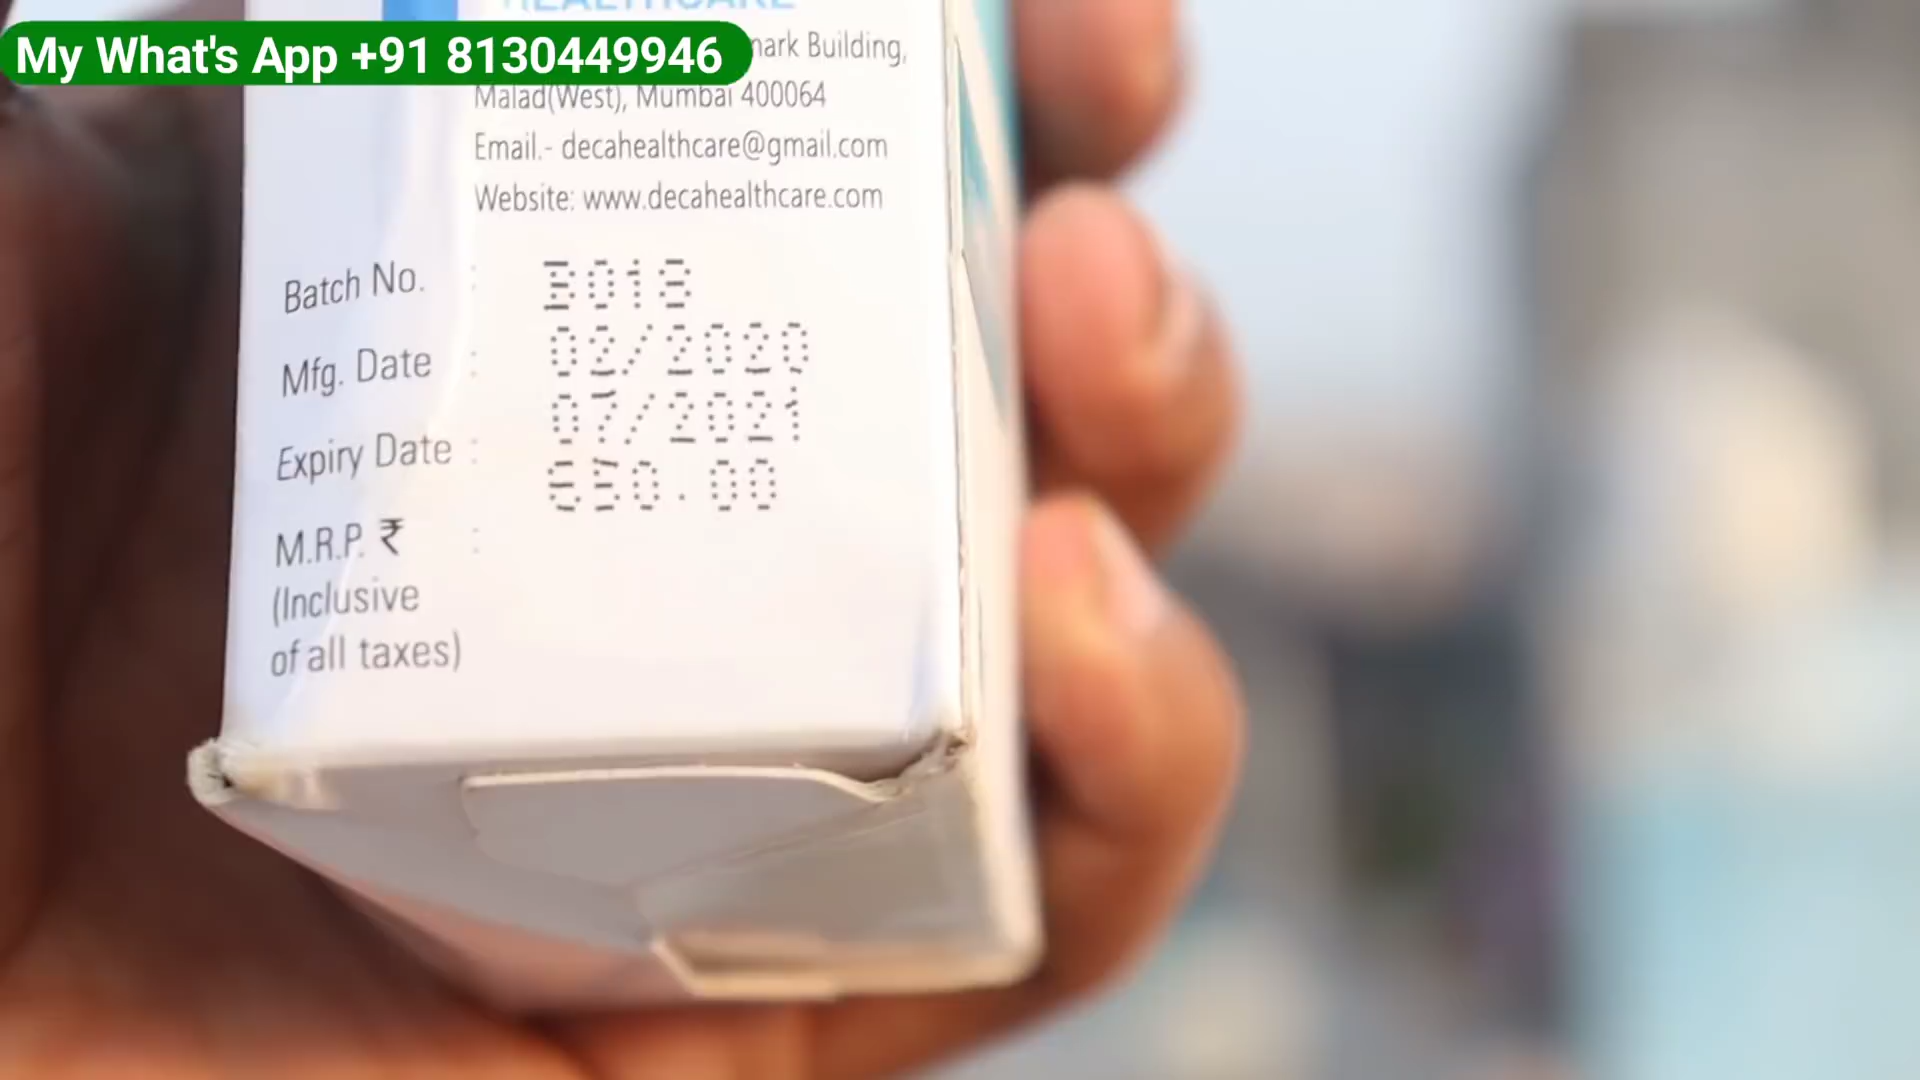 HEALTHCARE
My What's App +91 8130449946
mark Building,
Malad(West), Mumbai 400064
Email.- decahealthcare@gmail.com
Website: www.decahealthcare.com
Batch No. : B018
Mfg. Date : 02/2020
Expiry Date : 07/2021
M.R.P. ₹ : 650.00
(Inclusive
of all taxes)